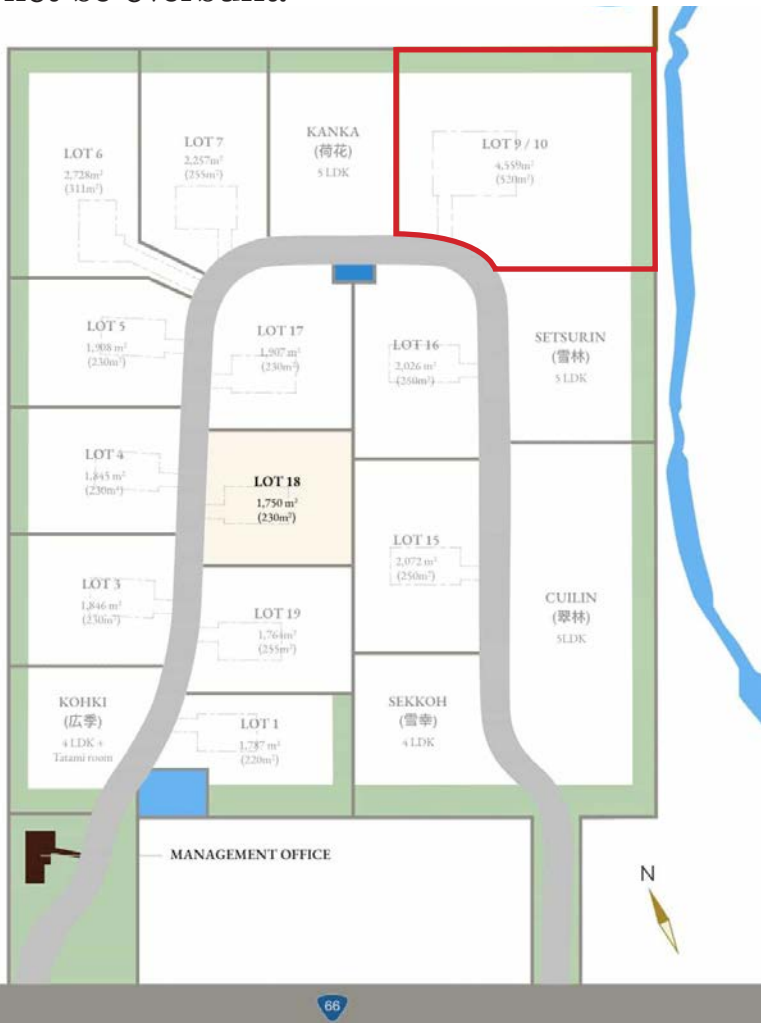 LOT 6
2,728m²
(311m²)
LOT 7
2,257m²
(255m²)
KANKA
(荷花)
5 LDK
LOT 9 / 10
4,559m²
(520m²)
LOT 5
1,908 m²
(230m²)
LOT 17
1,907 m²
(230m²)
LOT 16
2,026 m²
(250m²)
SETSURIN
(雪林)
5 LDK
LOT 4
1,845 m²
(230m²)
LOT 18
1,750 m²
(230m²)
LOT 15
2,072 m²
(250m²)
LOT 3
1,846 m²
(230m²)
LOT 19
1,764m²
(255m²)
CUILIN
(翠林)
5LDK
KOHKI
(広季)
4 LDK +
Tatami room
LOT 1
1,787 m²
(220m²)
SEKKOH
(雪幸)
4 LDK
MANAGEMENT OFFICE
N
66